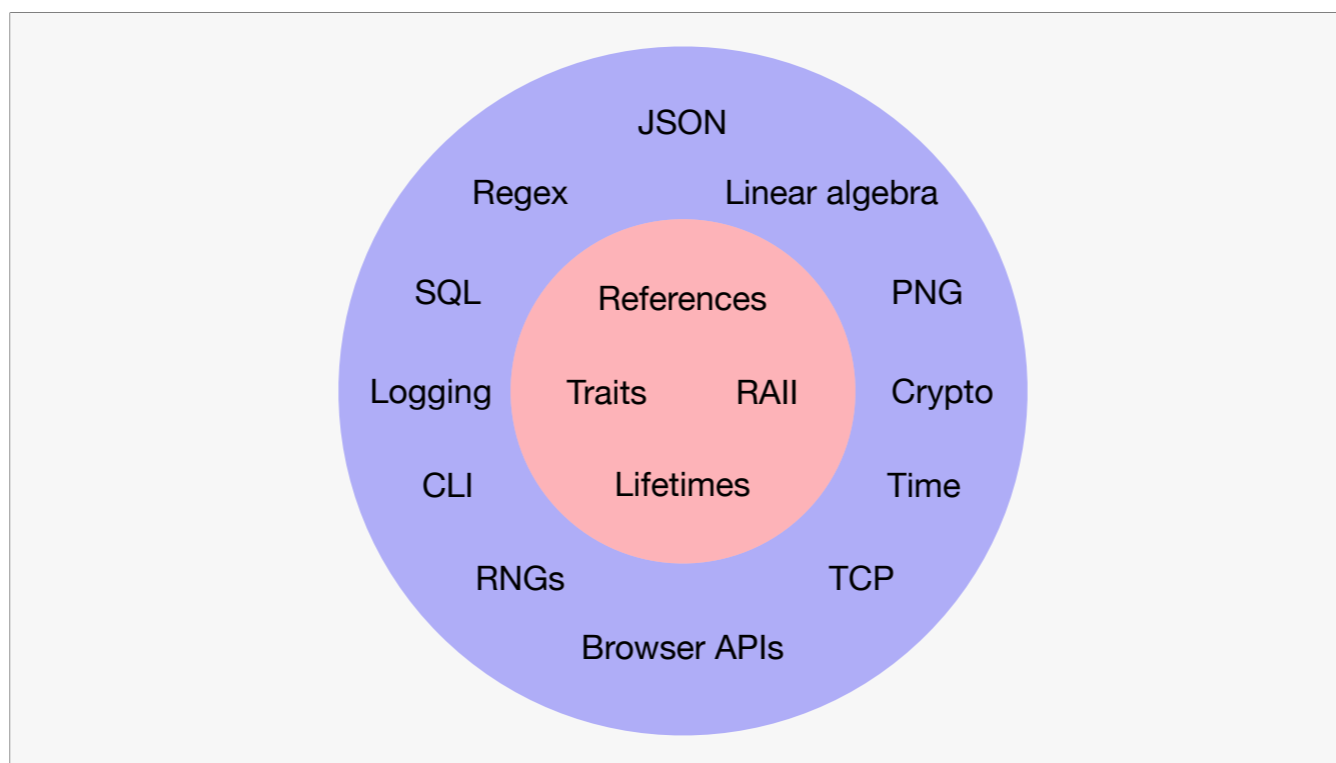 JSON
Regex
Linear algebra
References
SQL
PNG
Traits
RAII
Logging
Crypto
Lifetimes
CLI
Time
RNGs
TCP
Browser APIs